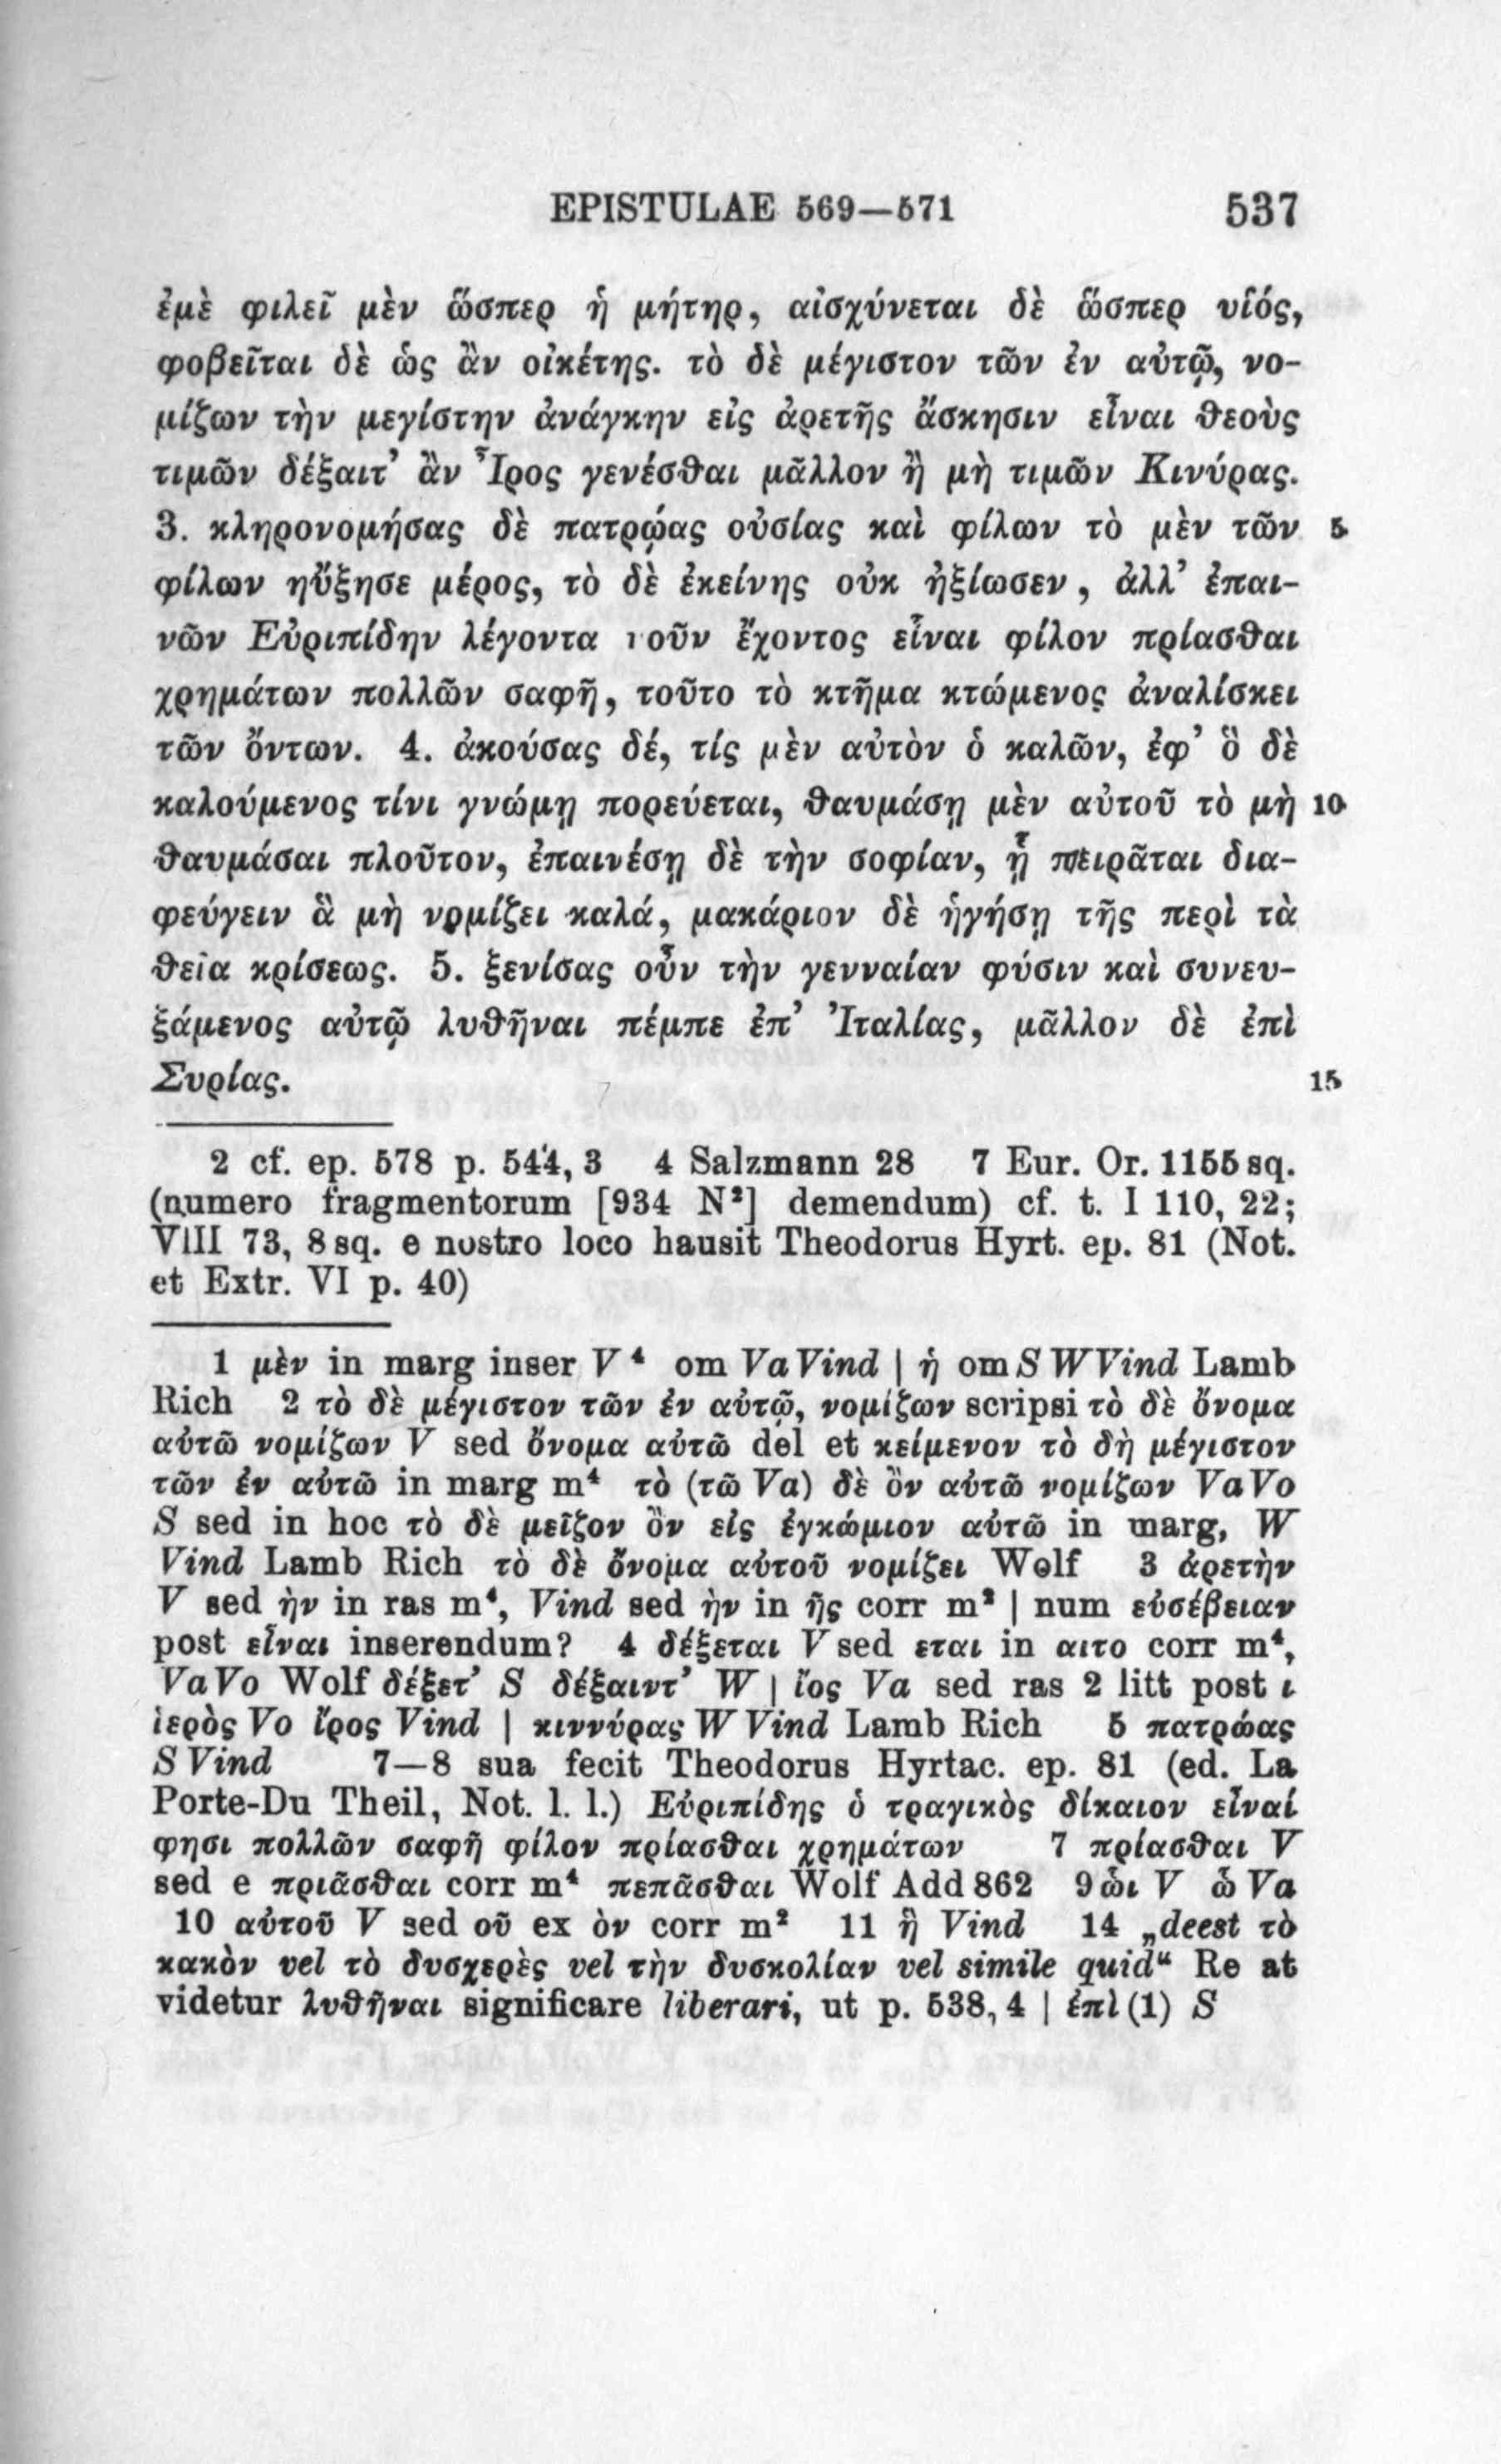 EPISTULAE 569—571 537
ἐμὲ φιλεῖ μὲν ὥσπερ ἡ μήτηρ, αἰσχύνεται δὲ ὥσπερ υἱός,
φοβεῖται δὲ ὡς ἂν οἰκέτης. τὸ δὲ μέγιστον τῶν ἐν αὐτῷ, νο-
μίζων τὴν μεγίστην ἀνάγκην εἰς ἀρετῆς ἄσκησιν εἶναι θεοὺς
τιμῶν δέξαιτ’ ἂν Ἶρος γενέσθαι μᾶλλον ἢ μὴ τιμῶν Κινύρας.
3. κληρονομήσας δὲ πατρῴας οὐσίας καὶ φίλων τὸ μὲν τῶν 5
φίλων ηὔξησε μέρος, τὸ δὲ ἐκείνης οὐκ ἠξίωσεν, ἀλλ’ ἐπαι-
νῶν Εὐριπίδην λέγοντα νοῦν ἔχοντος εἶναι φίλον πρίασθαι
χρημάτων πολλῶν σαφῆ, τοῦτο τὸ κτῆμα κτώμενος ἀναλίσκει
τῶν ὄντων. 4. ἀκούσας δέ, τίς μὲν αὐτὸν ὁ καλῶν, ἐφ’ ὃ δὲ
καλούμενος τίνι γνώμῃ πορεύεται, θαυμάσῃ μὲν αὐτοῦ τὸ μὴ 10
θαυμάσαι πλοῦτον, ἐπαινέσῃ δὲ τὴν σοφίαν, ᾗ πειρᾶται δια-
φεύγειν ἃ μὴ νομίζει καλά, μακάριον δὲ ἡγήσῃ τῆς περὶ τὰ
θεῖα κρίσεως. 5. ξενίσας οὖν τὴν γενναίαν φύσιν καὶ συνευ-
ξάμενος αὐτῷ λυθῆναι πέμπε ἐπ’ Ἰταλίας, μᾶλλον δὲ ἐπὶ
Συρίας. 15
2 cf. ep. 578 p. 544, 3 4 Salzmann 28 7 Eur. Or. 1155 sq.
(numero fragmentorum [934 N²] demendum) cf. t. I 110, 22;
VIII 73, 8 sq. e nostro loco hausit Theodorus Hyrt. ep. 81 (Not.
et Extr. VI p. 40)
1 μὲν in marg inser V⁴ om Va Vind | ἡ om S W Vind Lamb
Rich 2 τὸ δὲ μέγιστον τῶν ἐν αὐτῷ, νομίζων scripsi τὸ δὲ ὄνομα
αὐτῶ νομίζων V sed ὄνομα αὐτῶ del et κείμενον τὸ δὴ μέγιστον
τῶν ἐν αὐτῶ in marg m⁴ τὸ (τῶ Va) δὲ ὂν αὐτῶ νομίζων Va Vo
S sed in hoc τὸ δὲ μεῖζον ὂν εἰς ἐγκώμιον αὐτῶ in marg, W
Vind Lamb Rich τὸ δὲ ὄνομα αὐτοῦ νομίζει Wolf 3 ἀρετὴν
V sed ὴν in ras m⁴, Vind sed ὴν in ῆς corr m² | num εὐσέβειαν
post εἶναι inserendum? 4 δέξεται V sed εται in αιτο corr m⁴,
Va Vo Wolf δέξετ’ S δέξαιντ’ W | ἵος Va sed ras 2 litt post ι
ἱερὸς Vo ἵρος Vind | κιννύρας W Vind Lamb Rich 5 πατρώας
S Vind 7—8 sua fecit Theodorus Hyrtac. ep. 81 (ed. La
Porte-Du Theil, Not. l. l.) Εὐριπίδης ὁ τραγικὸς δίκαιον εἶναί
φησι πολλῶν σαφῆ φίλον πρίασθαι χρημάτων 7 πρίασθαι V
sed e πριᾶσθαι corr m⁴ πεπᾶσθαι Wolf Add 862 9 ὧι V ὧ Va
10 αὐτοῦ V sed οῦ ex ὸν corr m² 11 ἢ Vind 14 „deest τὸ
κακὸν vel τὸ δυσχερὲς vel τὴν δυσκολίαν vel simile quid“ Re at
videtur λυθῆναι significare liberari, ut p. 538, 4 | ἐπὶ (1) S